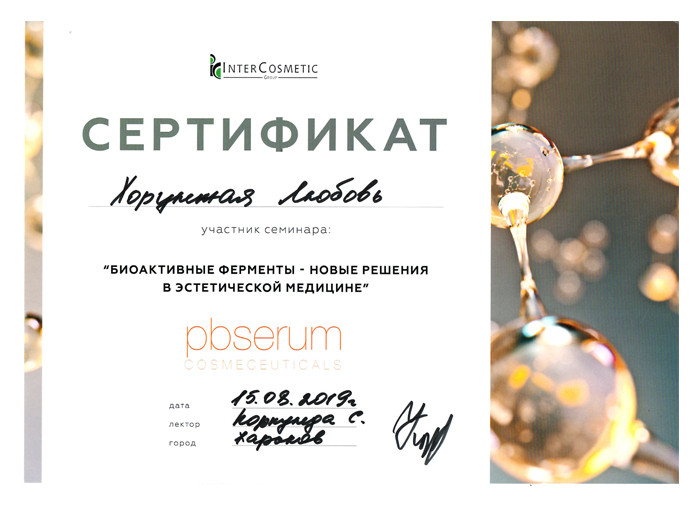 INTERCOSMETIC
GROUP
СЕРТИФИКАТ
Хорунжая Любовь
участник семинара:
"БИОАКТИВНЫЕ ФЕРМЕНТЫ - НОВЫЕ РЕШЕНИЯ
В ЭСТЕТИЧЕСКОЙ МЕДИЦИНЕ"
pbserum
COSMECEUTICALS
дата 15.08.2019г
лектор С.
город Харьков